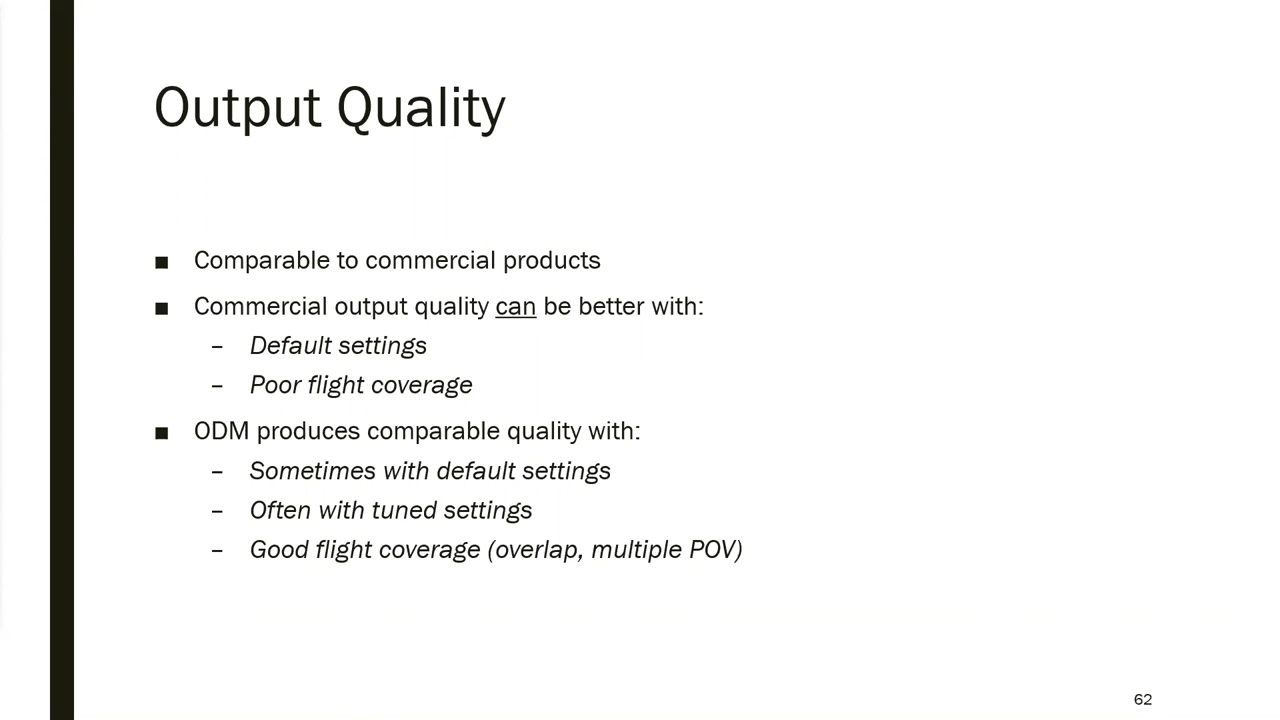 Output Quality
■ Comparable to commercial products
■ Commercial output quality can be better with:
– Default settings
– Poor flight coverage
■ ODM produces comparable quality with:
– Sometimes with default settings
– Often with tuned settings
– Good flight coverage (overlap, multiple POV)
62